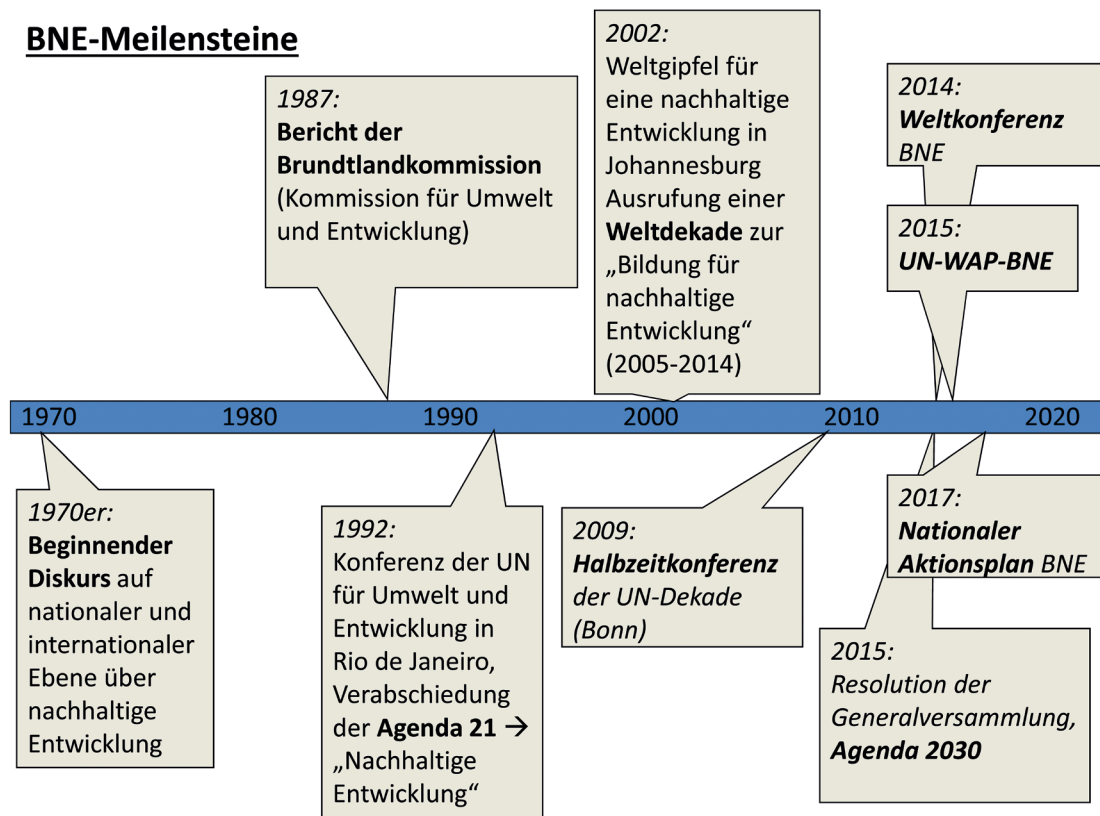 BNE-Meilensteine
1987:
Bericht der
Brundtlandkommission
(Kommission für Umwelt
und Entwicklung)
2002:
Weltgipfel für
eine nachhaltige
Entwicklung in
Johannesburg
Ausrufung einer
Weltdekade zur
„Bildung für
nachhaltige
Entwicklung“
(2005-2014)
2014:
Weltkonferenz
BNE
2015:
UN-WAP-BNE
1970 1980 1990 2000 2010 2020
1970er:
Beginnender
Diskurs auf
nationaler und
internationaler
Ebene über
nachhaltige
Entwicklung
1992:
Konferenz der UN
für Umwelt und
Entwicklung in
Rio de Janeiro,
Verabschiedung
der Agenda 21 →
„Nachhaltige
Entwicklung“
2009:
Halbzeitkonferenz
der UN-Dekade
(Bonn)
2017:
Nationaler
Aktionsplan BNE
2015:
Resolution der
Generalversammlung,
Agenda 2030